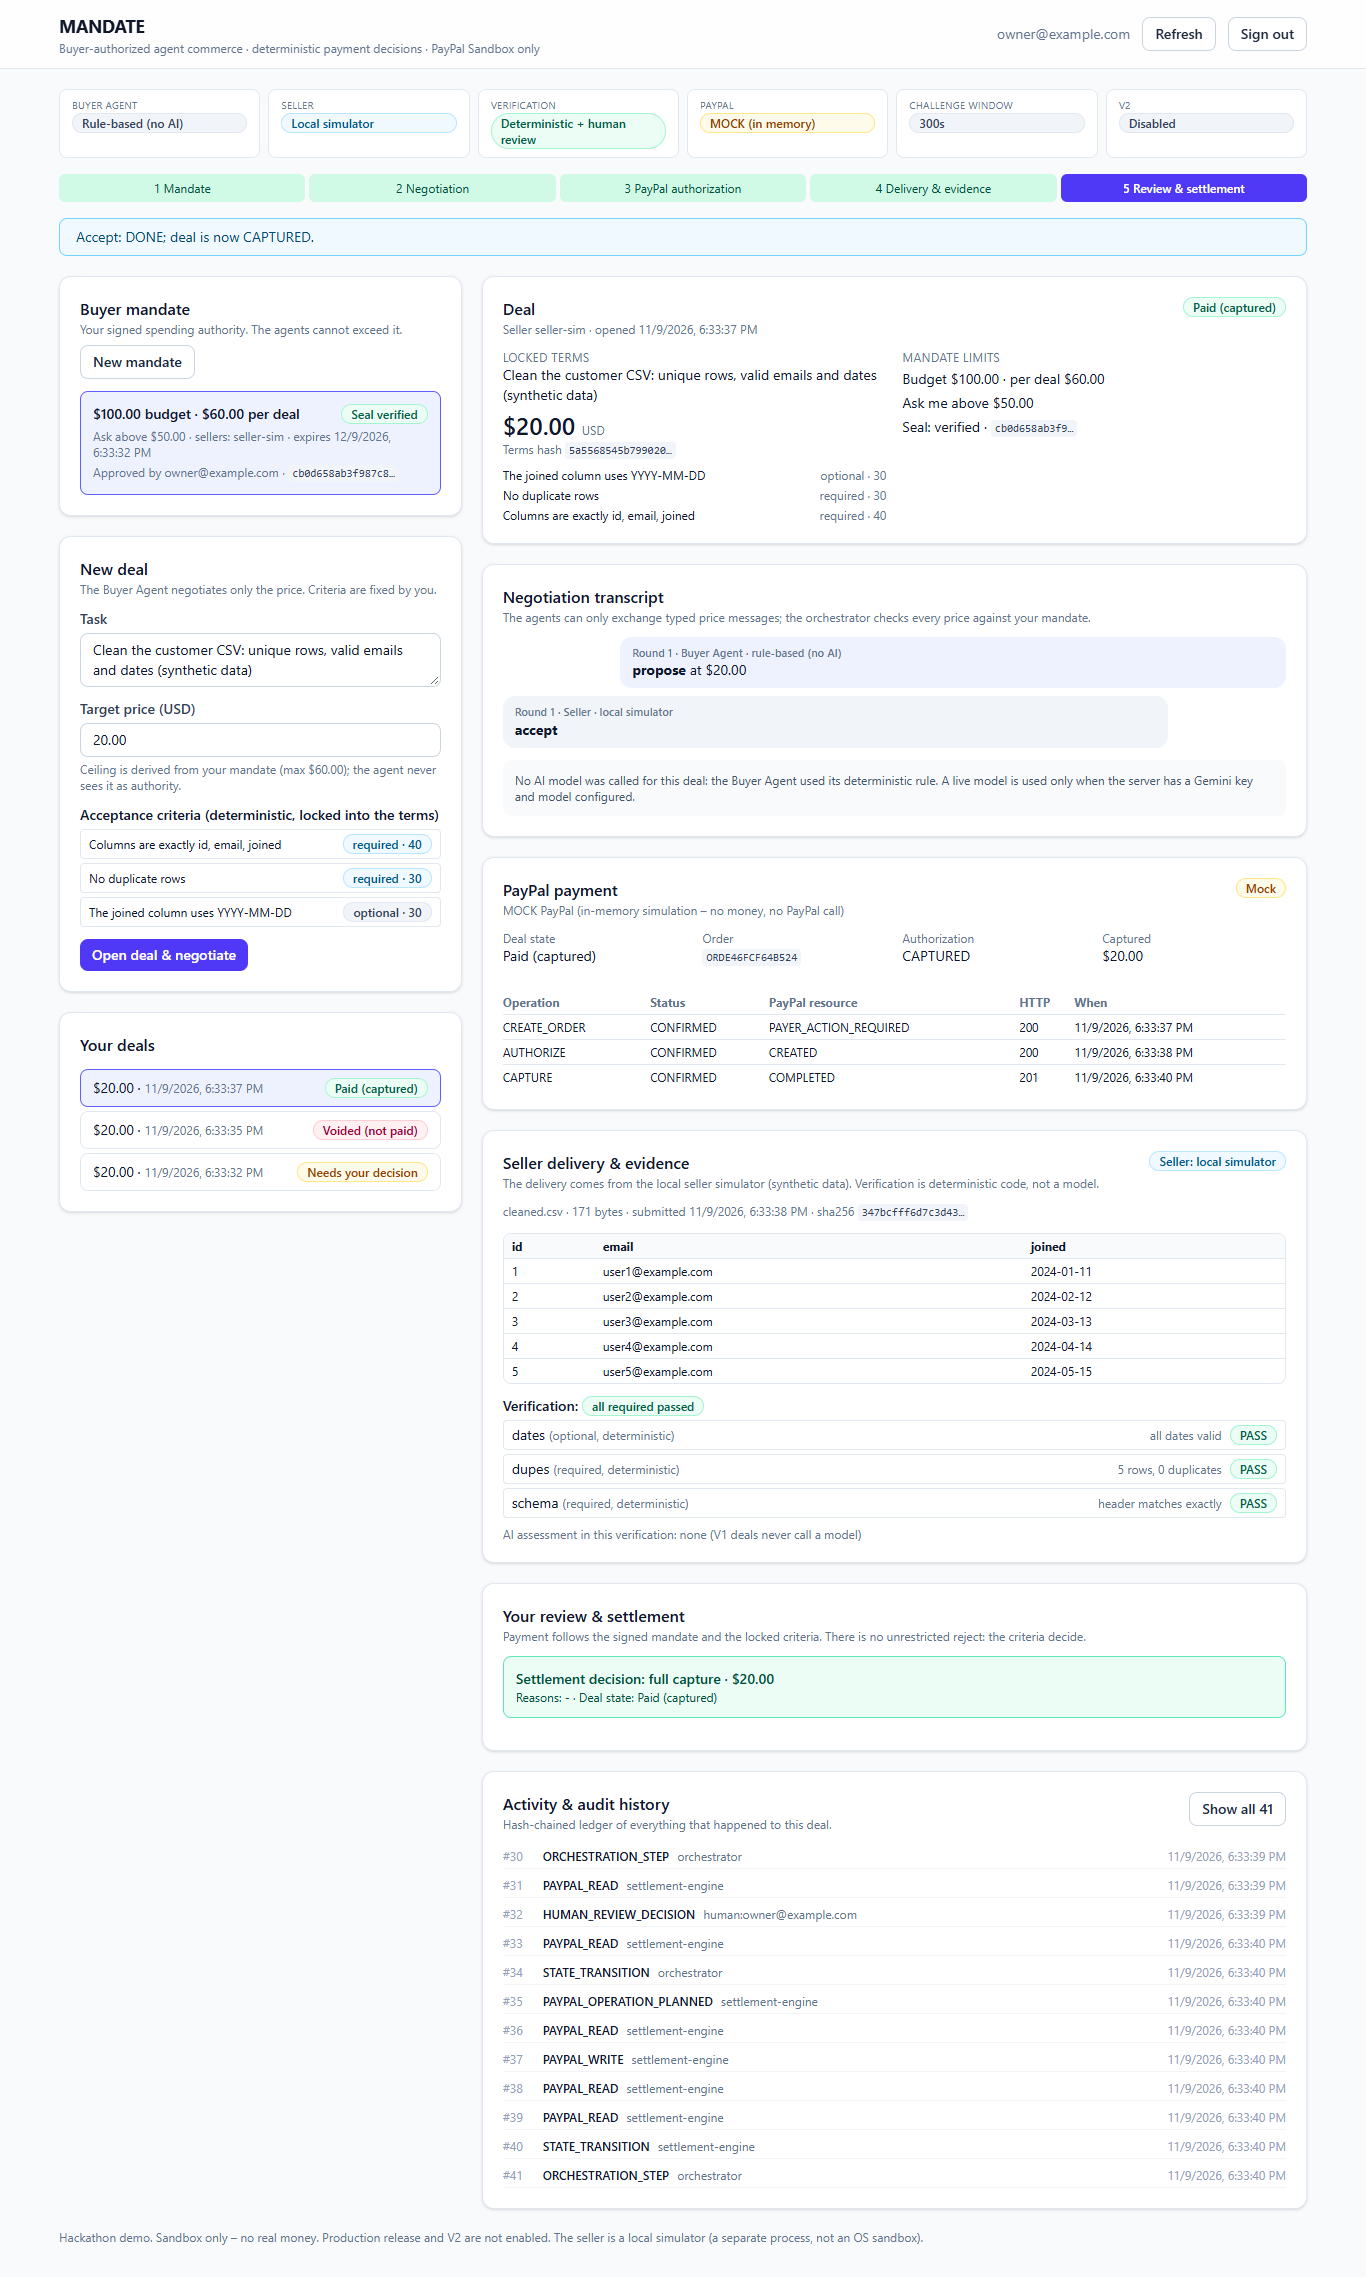 MANDATE
Buyer-authorized agent commerce · deterministic payment decisions · PayPal Sandbox only
owner@example.com
Refresh
Sign out
BUYER AGENT
Rule-based (no AI)
SELLER
Local simulator
VERIFICATION
Deterministic + human
review
PAYPAL
MOCK (in memory)
CHALLENGE WINDOW
300s
V2
Disabled
1 Mandate
2 Negotiation
3 PayPal authorization
4 Delivery & evidence
5 Review & settlement
Accept: DONE; deal is now CAPTURED.
Buyer mandate
Your signed spending authority. The agents cannot exceed it.
New mandate
$100.00 budget · $60.00 per deal
Seal verified
Ask above $50.00 · sellers: seller-sim · expires 12/9/2026,
6:33:32 PM
Approved by owner@example.com · cb0d658ab3f987c8…
New deal
The Buyer Agent negotiates only the price. Criteria are fixed by you.
Task
Clean the customer CSV: unique rows, valid emails
and dates (synthetic data)
Target price (USD)
20.00
Ceiling is derived from your mandate (max $60.00); the agent never
sees it as authority.
Acceptance criteria (deterministic, locked into the terms)
Columns are exactly id, email, joined
required · 40
No duplicate rows
required · 30
The joined column uses YYYY-MM-DD
optional · 30
Open deal & negotiate
Your deals
$20.00 · 11/9/2026, 6:33:37 PM
Paid (captured)
$20.00 · 11/9/2026, 6:33:35 PM
Voided (not paid)
$20.00 · 11/9/2026, 6:33:32 PM
Needs your decision
Deal
Paid (captured)
Seller seller-sim · opened 11/9/2026, 6:33:37 PM
LOCKED TERMS
Clean the customer CSV: unique rows, valid emails and dates
(synthetic data)
$20.00 USD
Terms hash 5a5568545b799020…
The joined column uses YYYY-MM-DD
optional · 30
No duplicate rows
required · 30
Columns are exactly id, email, joined
required · 40
MANDATE LIMITS
Budget $100.00 · per deal $60.00
Ask me above $50.00
Seal: verified · cb0d658ab3f9…
Negotiation transcript
The agents can only exchange typed price messages; the orchestrator checks every price against your mandate.
Round 1 · Buyer Agent · rule-based (no AI)
propose at $20.00
Round 1 · Seller · local simulator
accept
No AI model was called for this deal: the Buyer Agent used its deterministic rule. A live model is used only when the server has a Gemini key
and model configured.
PayPal payment
Mock
MOCK PayPal (in-memory simulation – no money, no PayPal call)
Deal state
Paid (captured)
Order
ORDE46FCF64B524
Authorization
CAPTURED
Captured
$20.00
Operation Status PayPal resource HTTP When
CREATE_ORDER CONFIRMED PAYER_ACTION_REQUIRED 200 11/9/2026, 6:33:37 PM
AUTHORIZE CONFIRMED CREATED 200 11/9/2026, 6:33:38 PM
CAPTURE CONFIRMED COMPLETED 201 11/9/2026, 6:33:40 PM
Seller delivery & evidence
Seller: local simulator
The delivery comes from the local seller simulator (synthetic data). Verification is deterministic code, not a model.
cleaned.csv · 171 bytes · submitted 11/9/2026, 6:33:38 PM · sha256 347bcfff6d7c3d43…
id email joined
1 user1@example.com 2024-01-11
2 user2@example.com 2024-02-12
3 user3@example.com 2024-03-13
4 user4@example.com 2024-04-14
5 user5@example.com 2024-05-15
Verification: all required passed
dates (optional, deterministic) all dates valid PASS
dupes (required, deterministic) 5 rows, 0 duplicates PASS
schema (required, deterministic) header matches exactly PASS
AI assessment in this verification: none (V1 deals never call a model)
Your review & settlement
Payment follows the signed mandate and the locked criteria. There is no unrestricted reject: the criteria decide.
Settlement decision: full capture · $20.00
Reasons: - · Deal state: Paid (captured)
Activity & audit history
Show all 41
Hash-chained ledger of everything that happened to this deal.
#30 ORCHESTRATION_STEP orchestrator 11/9/2026, 6:33:39 PM
#31 PAYPAL_READ settlement-engine 11/9/2026, 6:33:39 PM
#32 HUMAN_REVIEW_DECISION human:owner@example.com 11/9/2026, 6:33:39 PM
#33 PAYPAL_READ settlement-engine 11/9/2026, 6:33:40 PM
#34 STATE_TRANSITION orchestrator 11/9/2026, 6:33:40 PM
#35 PAYPAL_OPERATION_PLANNED settlement-engine 11/9/2026, 6:33:40 PM
#36 PAYPAL_READ settlement-engine 11/9/2026, 6:33:40 PM
#37 PAYPAL_WRITE settlement-engine 11/9/2026, 6:33:40 PM
#38 PAYPAL_READ settlement-engine 11/9/2026, 6:33:40 PM
#39 PAYPAL_READ settlement-engine 11/9/2026, 6:33:40 PM
#40 STATE_TRANSITION settlement-engine 11/9/2026, 6:33:40 PM
#41 ORCHESTRATION_STEP orchestrator 11/9/2026, 6:33:40 PM
Hackathon demo. Sandbox only – no real money. Production release and V2 are not enabled. The seller is a local simulator (a separate process, not an OS sandbox).